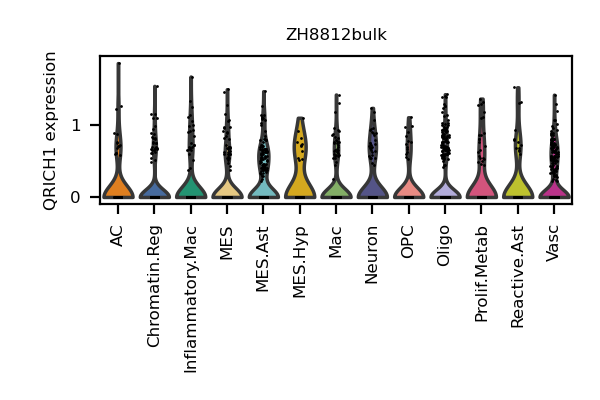 ZH8812bulk
QRICH1 expression
1
0
AC
Chromatin.Reg
Inflammatory.Mac
MES
MES.Ast
MES.Hyp
Mac
Neuron
OPC
Oligo
Prolif.Metab
Reactive.Ast
Vasc